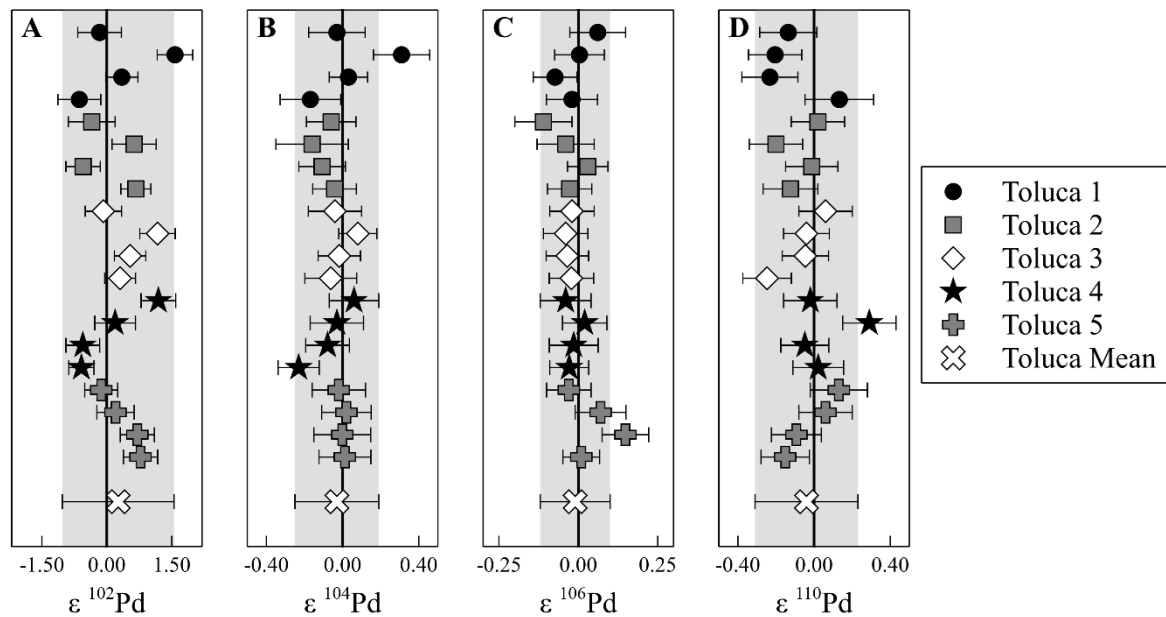 A B C D
Toluca 1
Toluca 2
Toluca 3
Toluca 4
Toluca 5
Toluca Mean
-1.50 0.00 1.50 -0.40 0.00 0.40 -0.25 0.00 0.25 -0.40 0.00 0.40
ε ¹⁰²Pd ε ¹⁰⁴Pd ε ¹⁰⁶Pd ε ¹¹⁰Pd